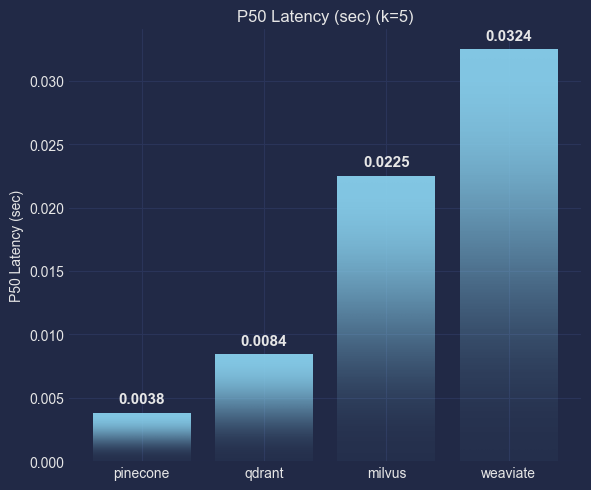 P50 Latency (sec) (k=5)
P50 Latency (sec)
0.030
0.025
0.020
0.015
0.010
0.005
0.000
0.0038
0.0084
0.0225
0.0324
pinecone
qdrant
milvus
weaviate